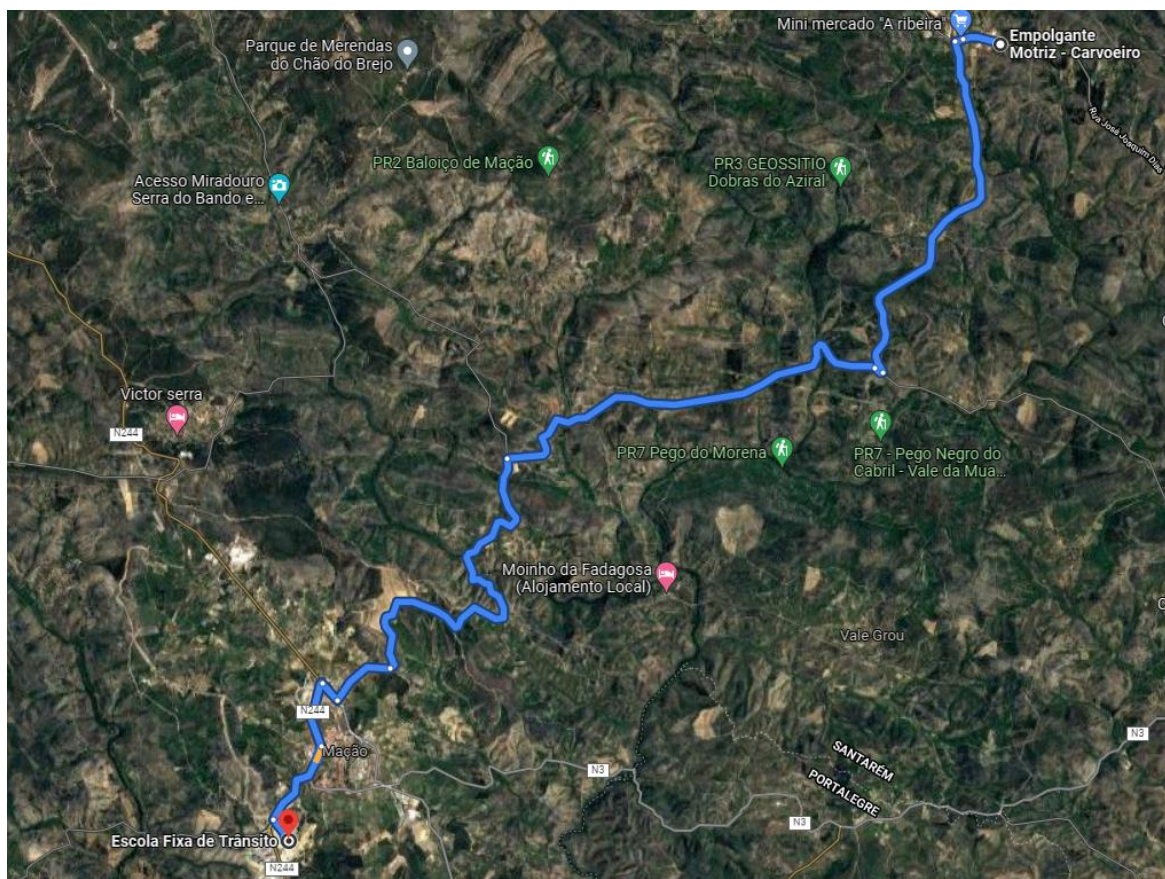 Mini mercado "A ribeira"
Empolgante
Motriz - Carvoeiro
Parque de Merendas
do Chão do Brejo
Rua José Joaquim Dias
PR2 Baloiço de Mação
PR3 GEOSSITIO
Dobras do Aziral
Acesso Miradouro
Serra do Bando e...
Victor serra
N244
PR7 Pego do Morena
PR7 - Pego Negro do
Cabril - Vale da Mua...
Moinho da Fadagosa
(Alojamento Local)
Vale Grou
N244
Mação
N3
SANTARÉM
PORTALEGRE
N3
N3
Escola Fixa de Trânsito
N244